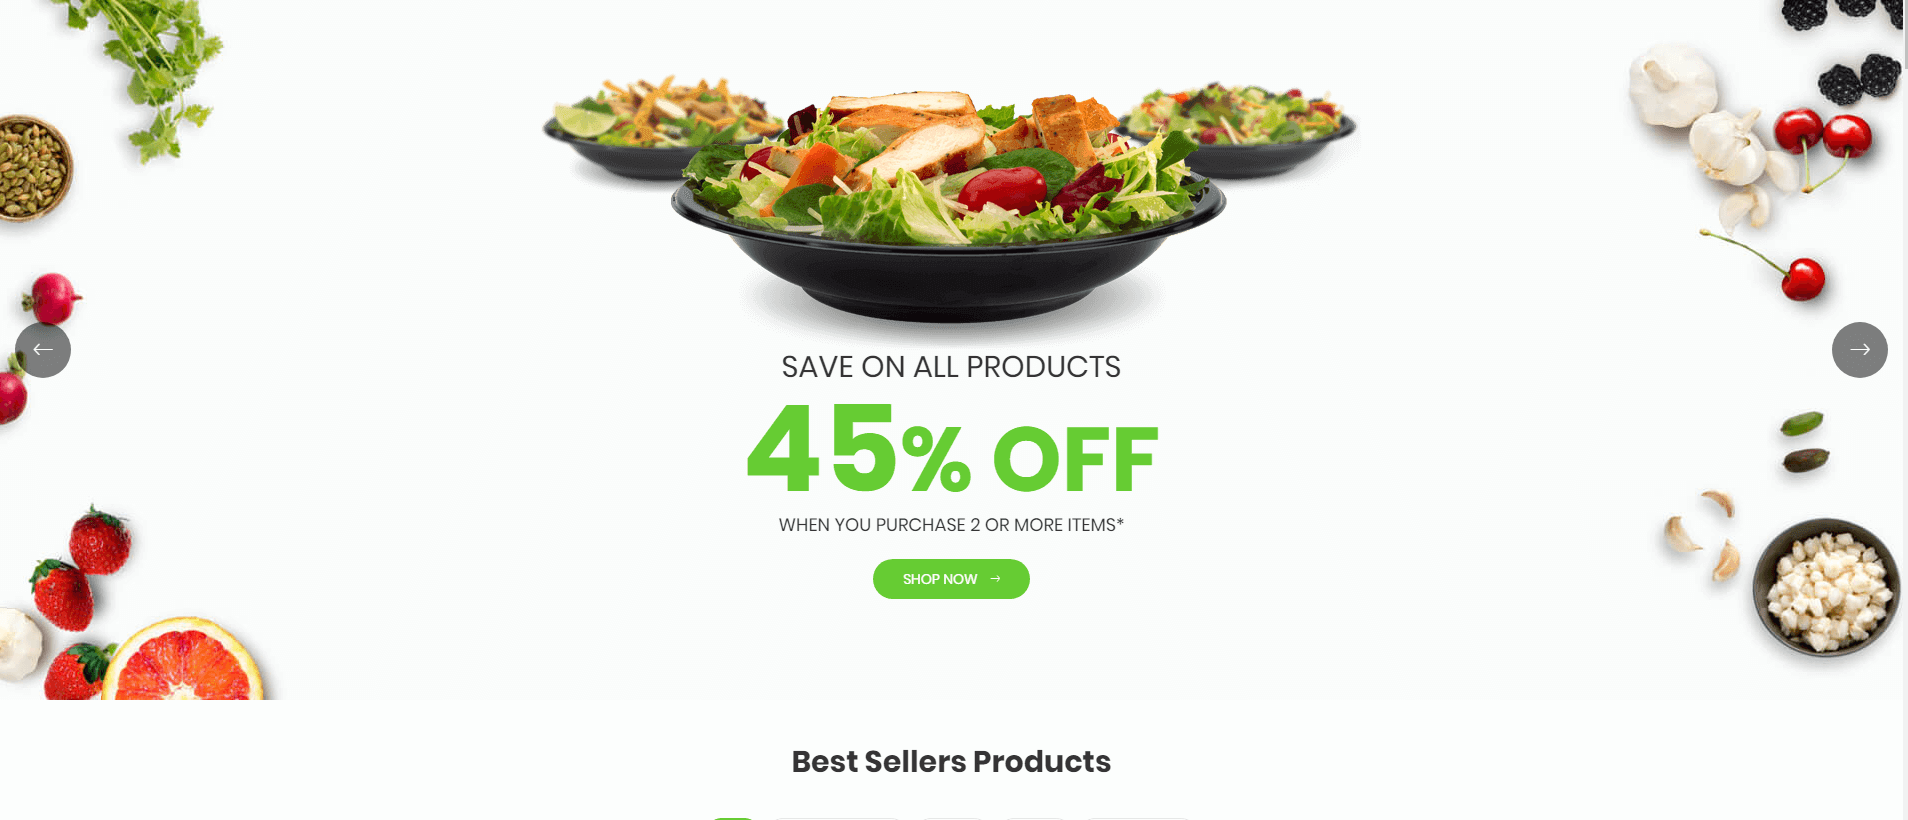 SAVE ON ALL PRODUCTS
45% OFF
WHEN YOU PURCHASE 2 OR MORE ITEMS*
SHOP NOW →
Best Sellers Products